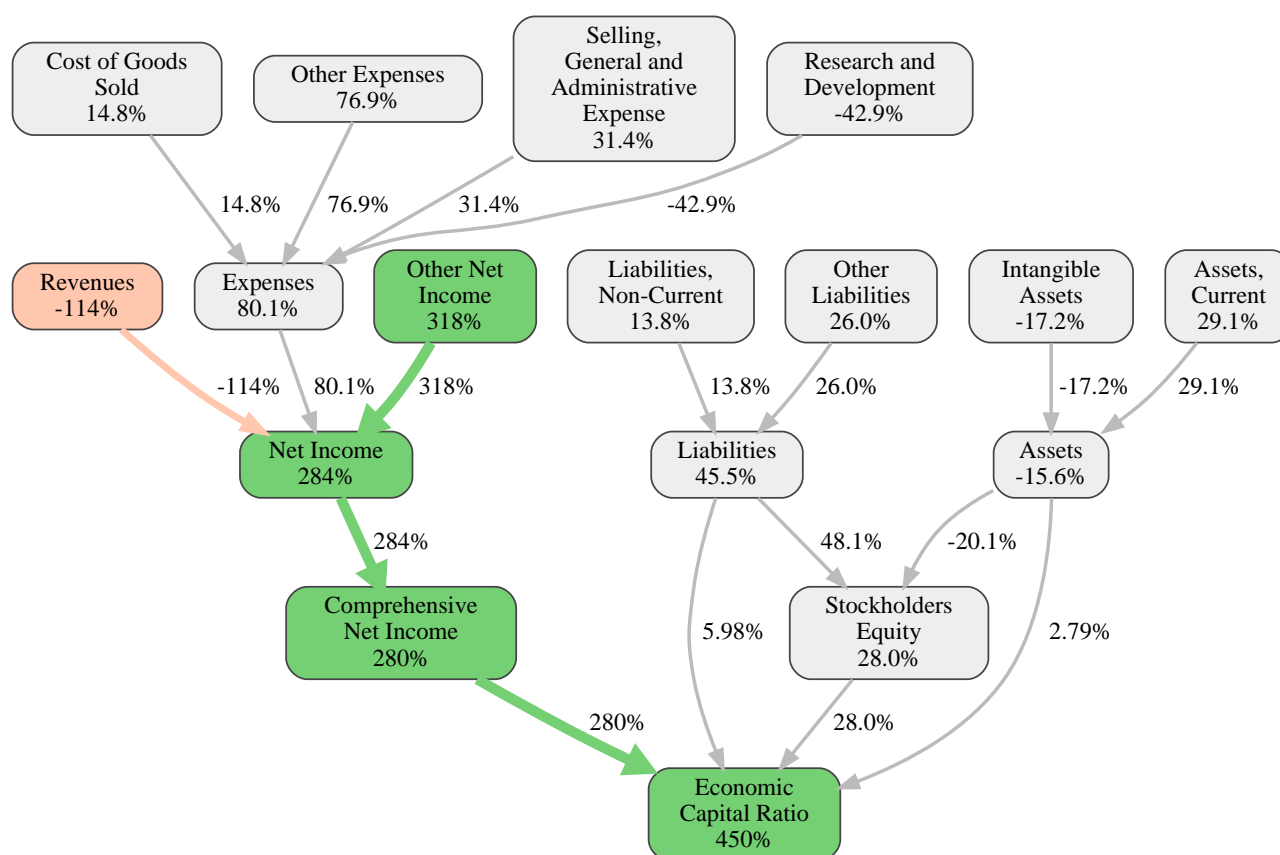 Cost of Goods
Sold
14.8%
Other Expenses
76.9%
Selling,
General and
Administrative
Expense
31.4%
Research and
Development
-42.9%
14.8%
76.9%
31.4%
-42.9%
Revenues
-114%
Expenses
80.1%
Other Net
Income
318%
Liabilities,
Non-Current
13.8%
Other
Liabilities
26.0%
Intangible
Assets
-17.2%
Assets,
Current
29.1%
-114%
80.1%
318%
13.8%
26.0%
-17.2%
29.1%
Net Income
284%
Liabilities
45.5%
Assets
-15.6%
284%
48.1%
-20.1%
Comprehensive
Net Income
280%
5.98%
Stockholders
Equity
28.0%
2.79%
280%
28.0%
Economic
Capital Ratio
450%